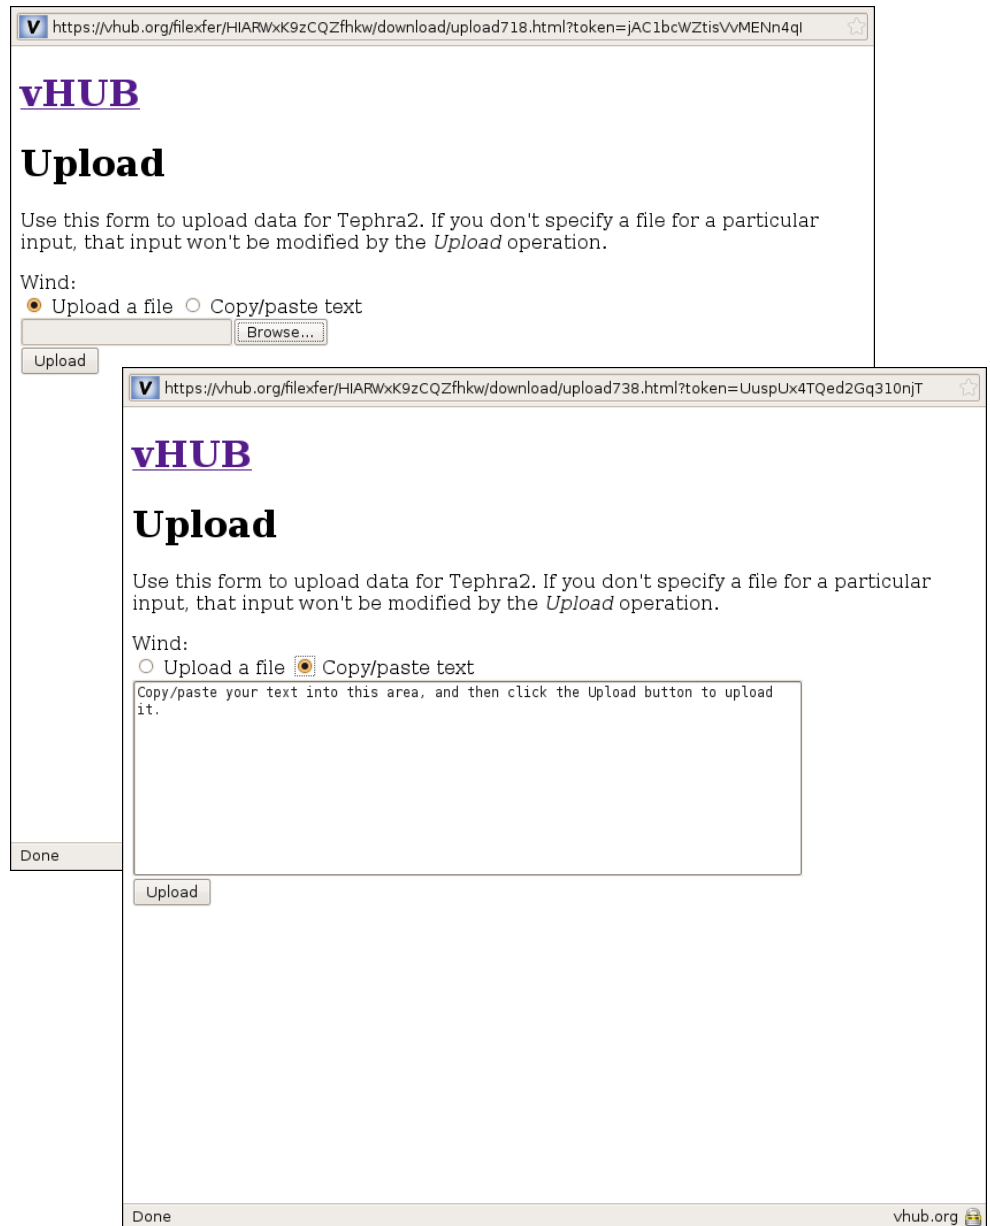 V https://vhub.org/filexfer/HIARWxK9zCQZfhkw/download/upload718.html?token=jAC1bcWZtisVvMENn4qI
vHUB
Upload
Use this form to upload data for Tephra2. If you don't specify a file for a particular
input, that input won't be modified by the Upload operation.
Wind:
Upload a file Copy/paste text
Browse...
Upload
Done
V https://vhub.org/filexfer/HIARWxK9zCQZfhkw/download/upload738.html?token=UuspUx4TQed2Gq310njT
vHUB
Upload
Use this form to upload data for Tephra2. If you don't specify a file for a particular
input, that input won't be modified by the Upload operation.
Wind:
Upload a file Copy/paste text
Copy/paste your text into this area, and then click the Upload button to upload
it.
Upload
Done vhub.org